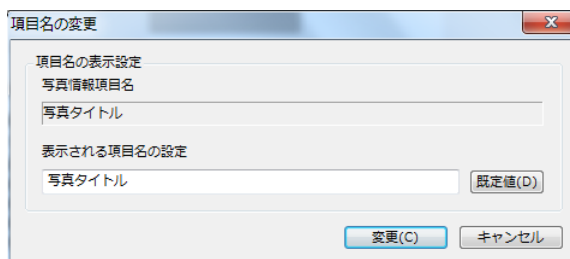 項目名の変更
項目名の表示設定
写真情報項目名
写真タイトル
表示される項目名の設定
写真タイトル
既定値(D)
変更(C)
キャンセル